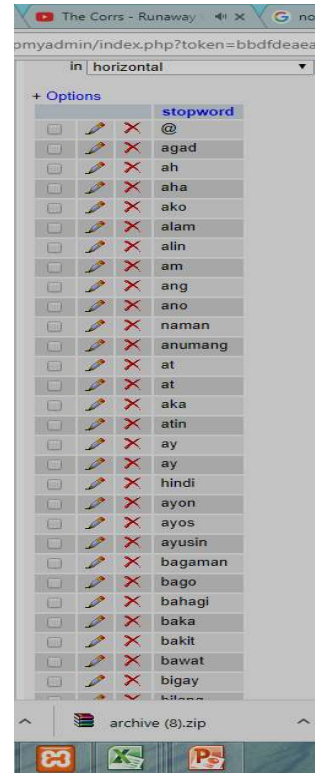 The Corrs - Runaway
no
myadmin/index.php?token=bbdfdeaea
in horizontal
+ Options
stopword
@
agad
ah
aha
ako
alam
alin
am
ang
ano
naman
anumang
at
at
aka
atin
ay
ay
hindi
ayon
ayos
ayusin
bagaman
bago
bahagi
baka
bakit
bawat
bigay
archive (8).zip